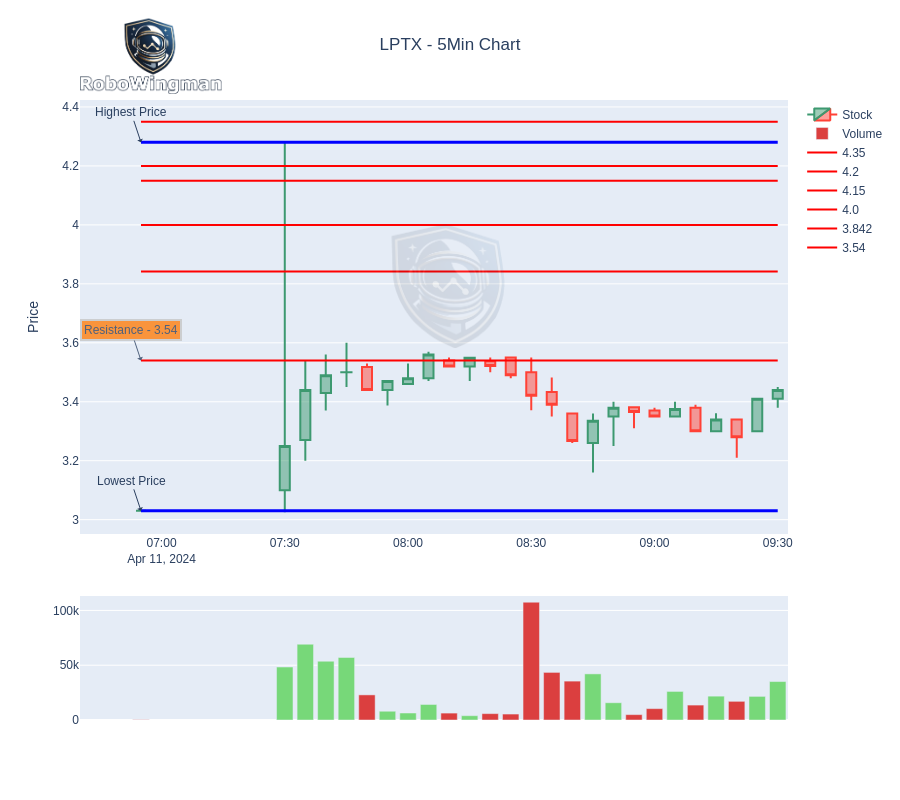 RoboWingman
LPTX - 5Min Chart
Price
4.4
4.2
4
3.8
3.6
3.4
3.2
3
Highest Price
Resistance - 3.54
Lowest Price
07:00
07:30
08:00
08:30
09:00
09:30
Apr 11, 2024
100k
50k
0
Stock
Volume
4.35
4.2
4.15
4.0
3.842
3.54